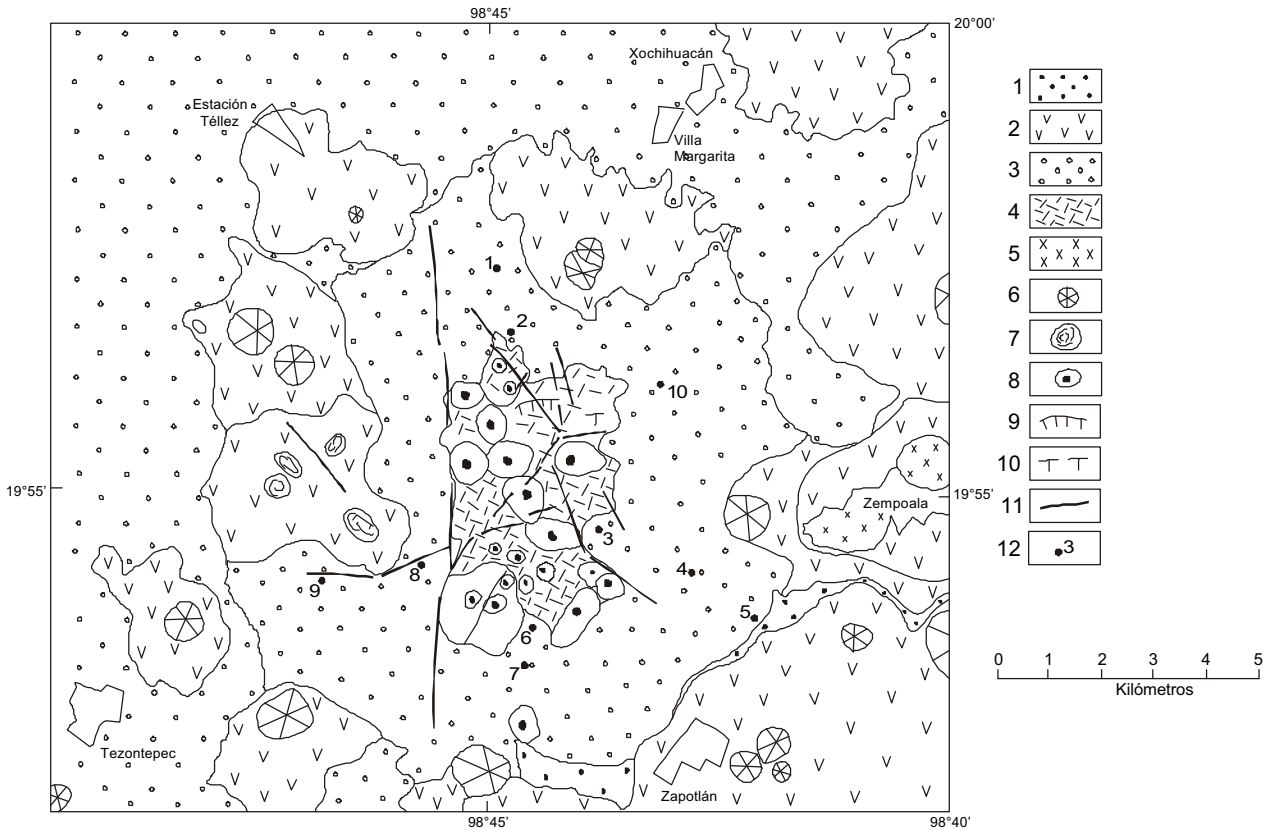 98°45'
20°00'
Xochihuacán
Estación
Téllez
Villa
Margarita
1
2
10
19°55'
19°55'
Zempoala
3
4
8
9
5
6
7
Tezontepec
Zapotlán
98°45'
98°40'
1
2
3
4
5
6
7
8
9
10
11
12
3
0 1 2 3 4 5
Kilómetros